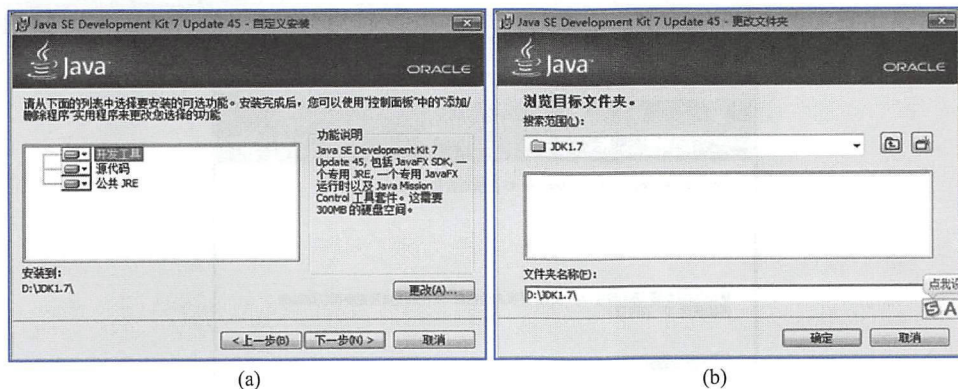 Java SE Development Kit 7 Update 45 - 自定义安装
Java
ORACLE
请从下面的列表中选择要安装的可选功能。安装完成后，您可以使用"控制面板"中的"添加/
删除程序"实用程序来更改您选择的功能
开发工具
源代码
公共 JRE
功能说明
Java SE Development Kit 7
Update 45, 包括 JavaFX SDK, 一
个专用 JRE, 一个专用 JavaFX
运行时以及 Java Mission
Control 工具套件。这需要
300MB 的硬盘空间。
安装到:
D:\JDK1.7\
更改(A)...
<上一步(B)
下一步(N) >
取消
(a)
Java SE Development Kit 7 Update 45 - 更改文件夹
Java
ORACLE
浏览目标文件夹。
搜索范围(L):
JDK1.7
文件夹名称(F):
D:\JDK1.7\
点我
A
确定
取消
(b)